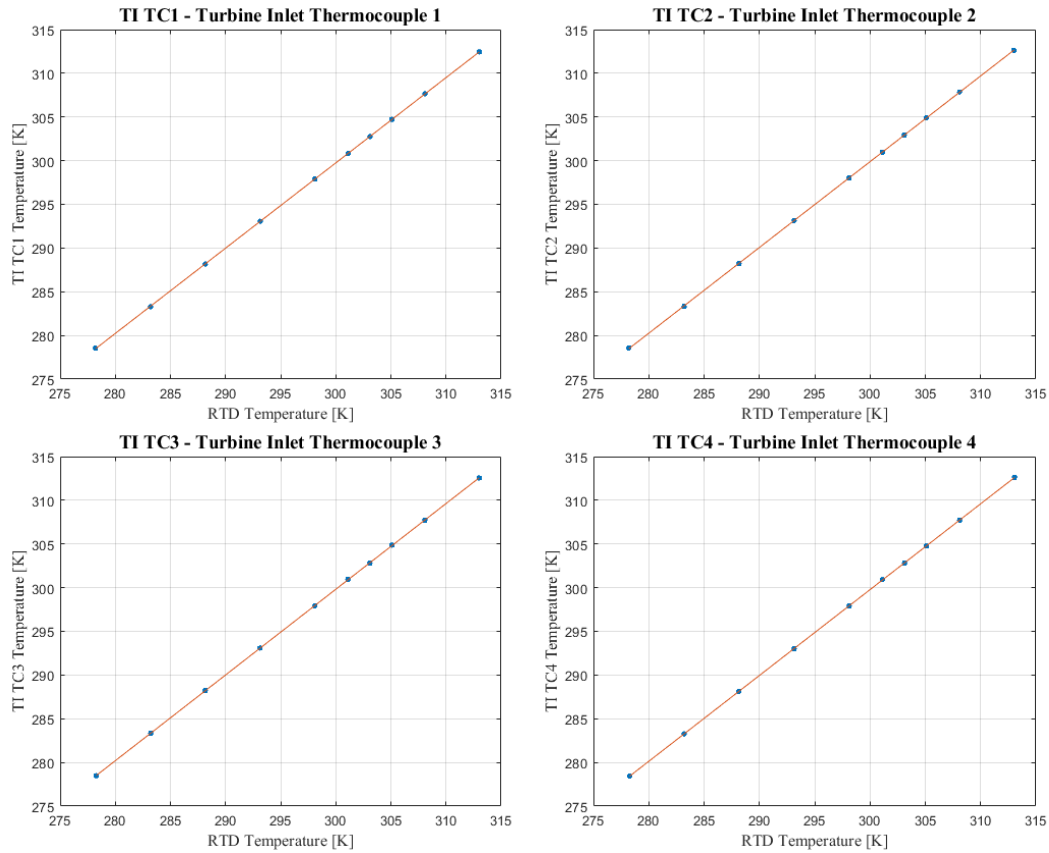 TI TC1 - Turbine Inlet Thermocouple 1
315
310
305
300
295
290
285
280
275
TI TC1 Temperature [K]
275 280 285 290 295 300 305 310 315
RTD Temperature [K]
TI TC2 - Turbine Inlet Thermocouple 2
315
310
305
300
295
290
285
280
275
TI TC2 Temperature [K]
275 280 285 290 295 300 305 310 315
RTD Temperature [K]
TI TC3 - Turbine Inlet Thermocouple 3
315
310
305
300
295
290
285
280
275
TI TC3 Temperature [K]
275 280 285 290 295 300 305 310 315
RTD Temperature [K]
TI TC4 - Turbine Inlet Thermocouple 4
315
310
305
300
295
290
285
280
275
TI TC4 Temperature [K]
275 280 285 290 295 300 305 310 315
RTD Temperature [K]